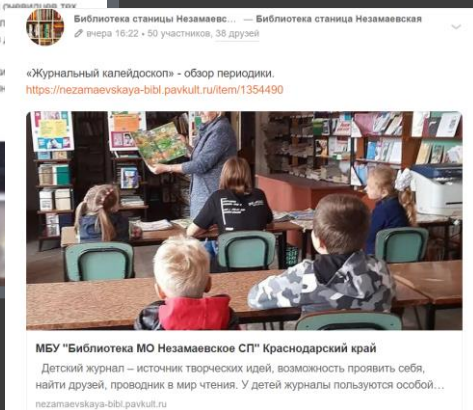 Библиотека станицы Незамаевс... — Библиотека станица Незамаевская
вчера 16:22 • 50 участников, 38 друзей
«Журнальный калейдоскоп» - обзор периодики.
https://nezamaevskaya-bibl.pavkult.ru/item/1354490
МБУ "Библиотека МО Незамаевское СП" Краснодарский край
Детский журнал – источник творческих идей, возможность проявить себя,
найти друзей, проводник в мир чтения. У детей журналы пользуются особой...
nezamaevskaya-bibl.pavkult.ru